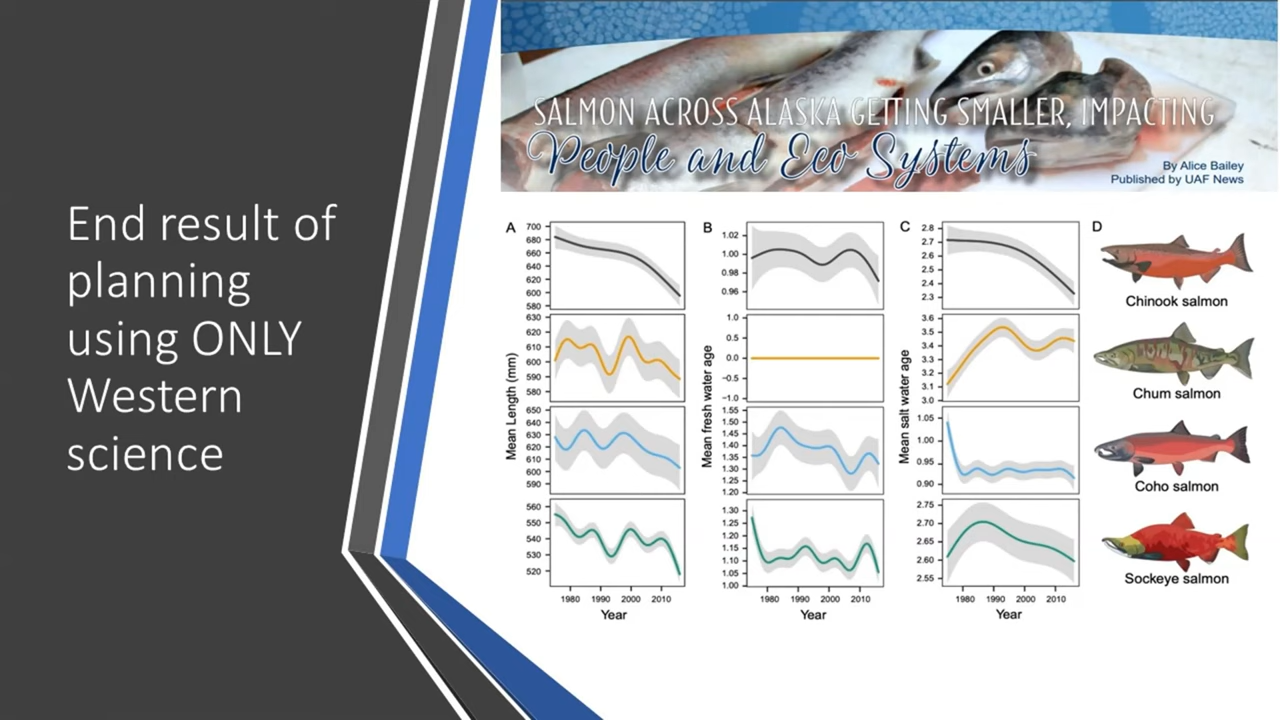 End result of
planning
using ONLY
Western
science
SALMON ACROSS ALASKA GETTING SMALLER, IMPACTING
People and Eco Systems
By Alice Bailey
Published by UAF News
A
700
680
660
640
620
600
580
630
620
610
600
590
580
650
640
630
620
610
600
590
560
550
540
530
520
Mean Length (mm)
1980 1990 2000 2010
Year
B
1.02
1.00
0.98
0.96
1.0
0.5
0.0
−0.5
−1.0
1.55
1.50
1.45
1.40
1.35
1.30
1.25
1.20
1.30
1.25
1.20
1.15
1.10
1.05
1.00
Mean fresh water age
1980 1990 2000 2010
Year
C
2.8
2.7
2.6
2.5
2.4
2.3
3.6
3.5
3.4
3.3
3.2
3.1
3.0
1.05
1.00
0.95
0.90
2.75
2.70
2.65
2.60
2.55
Mean salt water age
1980 1990 2000 2010
Year
D
Chinook salmon
Chum salmon
Coho salmon
Sockeye salmon